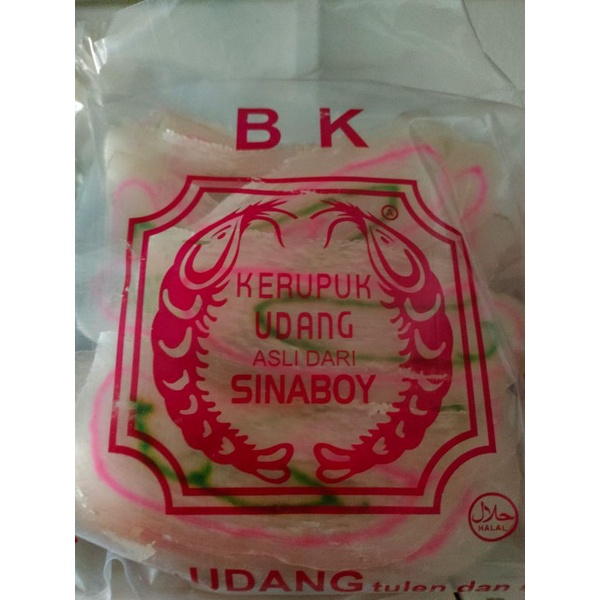 B K
®
KERUPUK
UDANG
ASLI DARI
SINABOY
حلال
HALAL
UDANG tulen dan